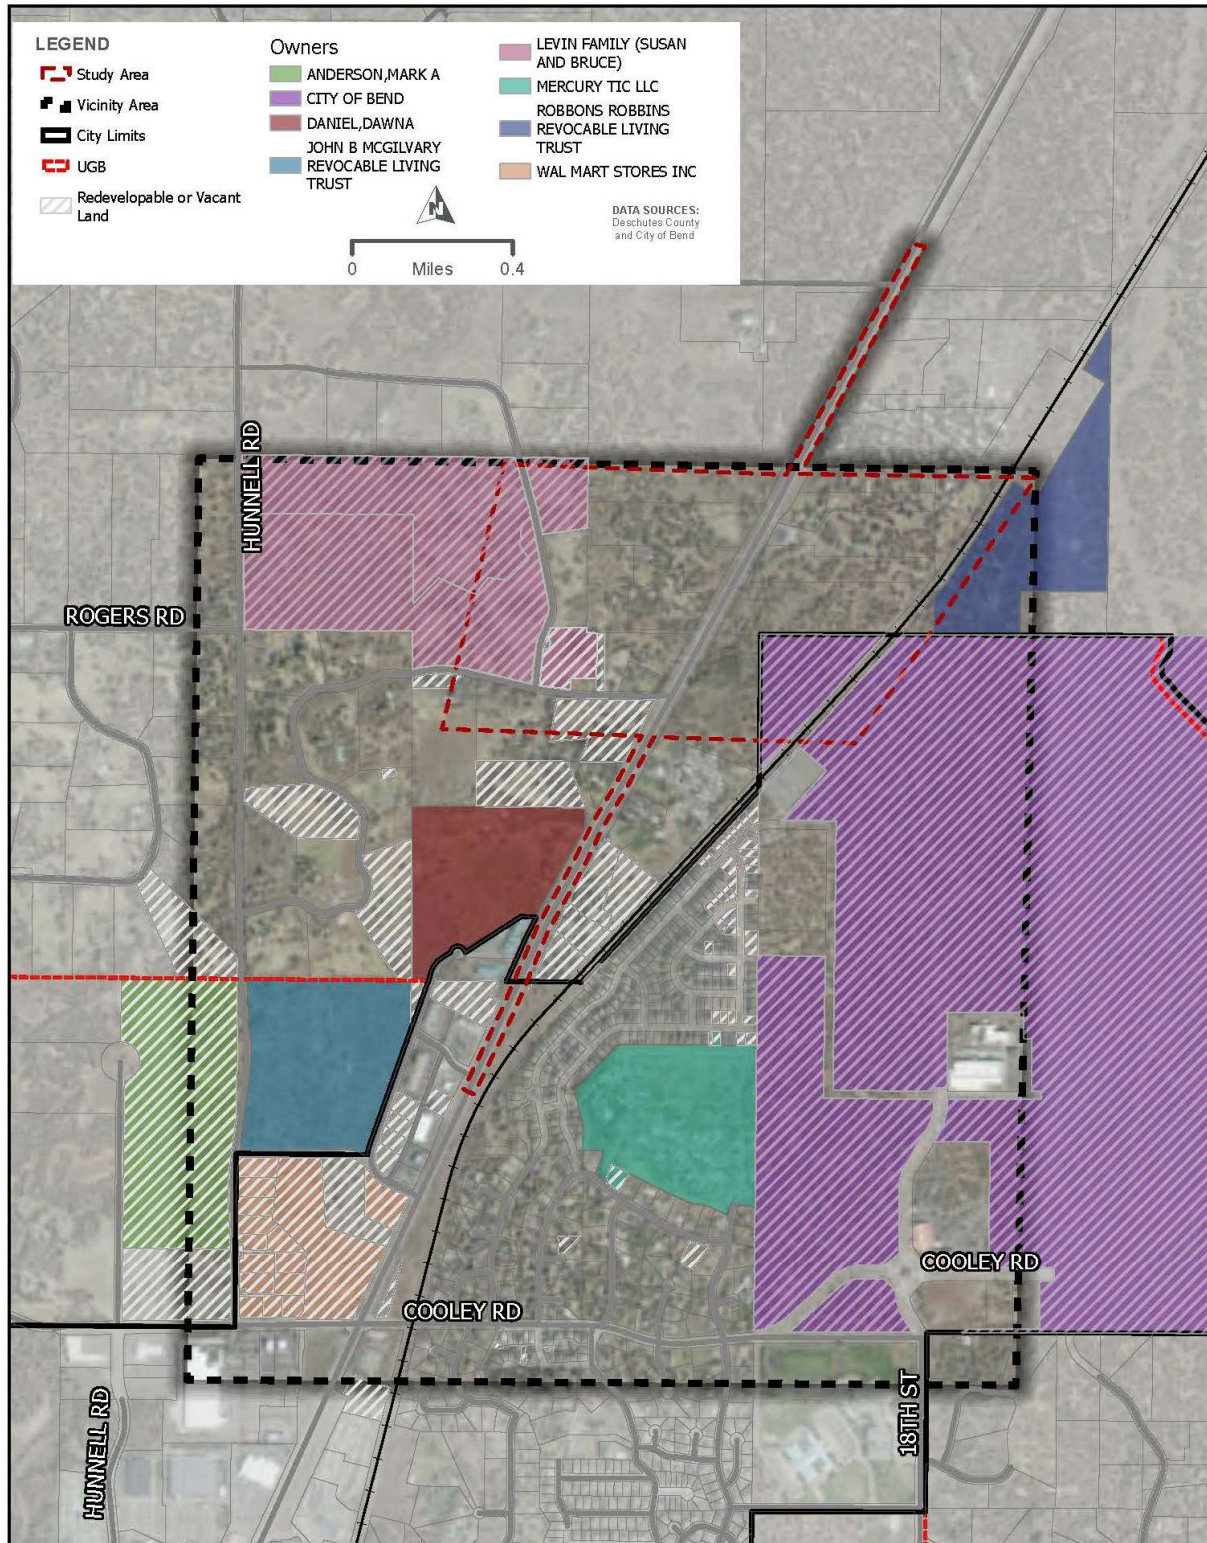 LEGEND
Study Area
Vicinity Area
City Limits
UGB
Redevelopable or Vacant
Land
Owners
ANDERSON,MARK A
CITY OF BEND
DANIEL,DAWNA
JOHN B MCGILVARY
REVOCABLE LIVING
TRUST
LEVIN FAMILY (SUSAN
AND BRUCE)
MERCURY TIC LLC
ROBBONS ROBBINS
REVOCABLE LIVING
TRUST
WAL MART STORES INC
N
0 Miles 0.4
DATA SOURCES:
Deschutes County
and City of Bend
HUNNELL RD
ROGERS RD
COOLEY RD
COOLEY RD
18TH ST
HUNNELL RD